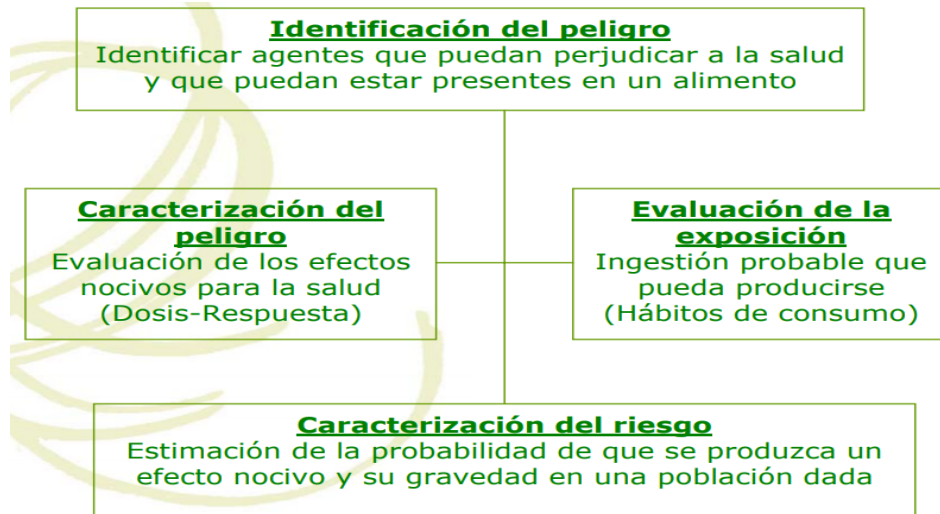 Identificación del peligro
Identificar agentes que puedan perjudicar a la salud
y que puedan estar presentes en un alimento
Caracterización del
peligro
Evaluación de los efectos
nocivos para la salud
(Dosis-Respuesta)
Evaluación de la
exposición
Ingestión probable que
pueda producirse
(Hábitos de consumo)
Caracterización del riesgo
Estimación de la probabilidad de que se produzca un
efecto nocivo y su gravedad en una población dada